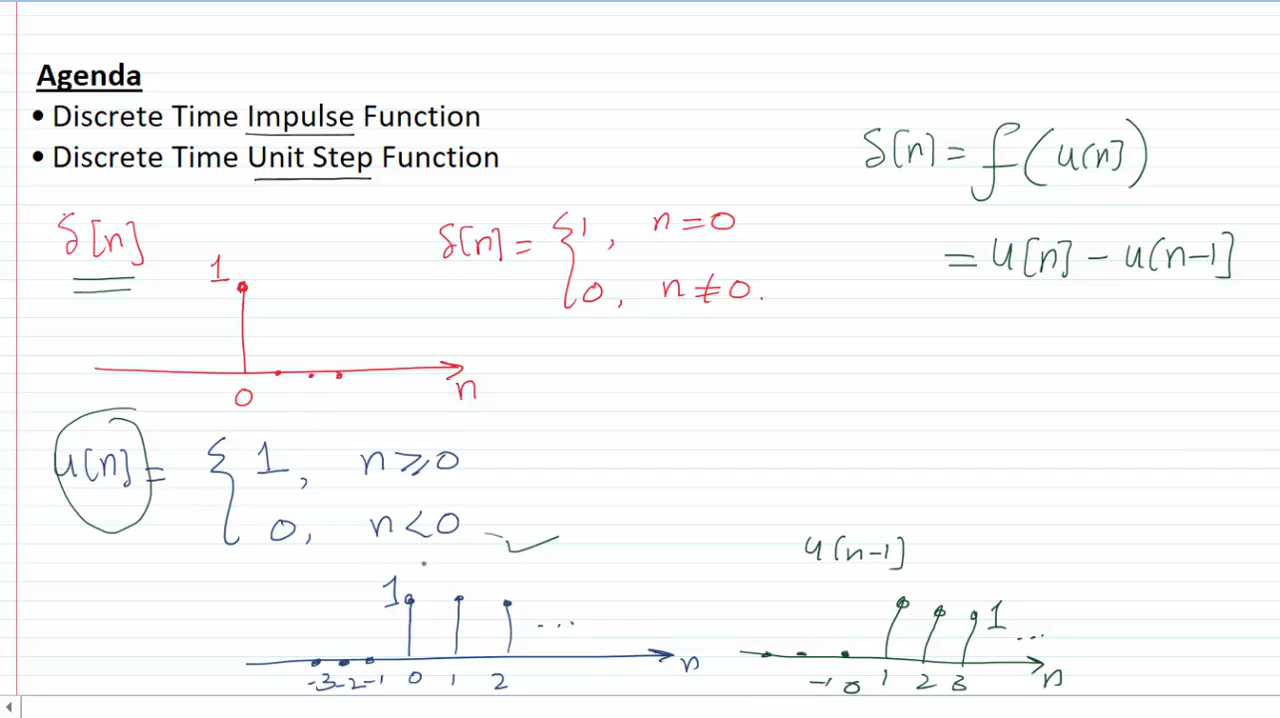 Agenda
• Discrete Time Impulse Function
• Discrete Time Unit Step Function
δ[n] = f(u[n])
= u[n] - u[n-1]
δ[n]
δ[n] = { 1, n = 0
0, n ≠ 0.
1
0
n
u[n] = { 1, n ≥ 0
0, n < 0
1 ...
-3 -2 -1 0 1 2 n
u[n-1]
1 ...
-1 0 1 2 3 n